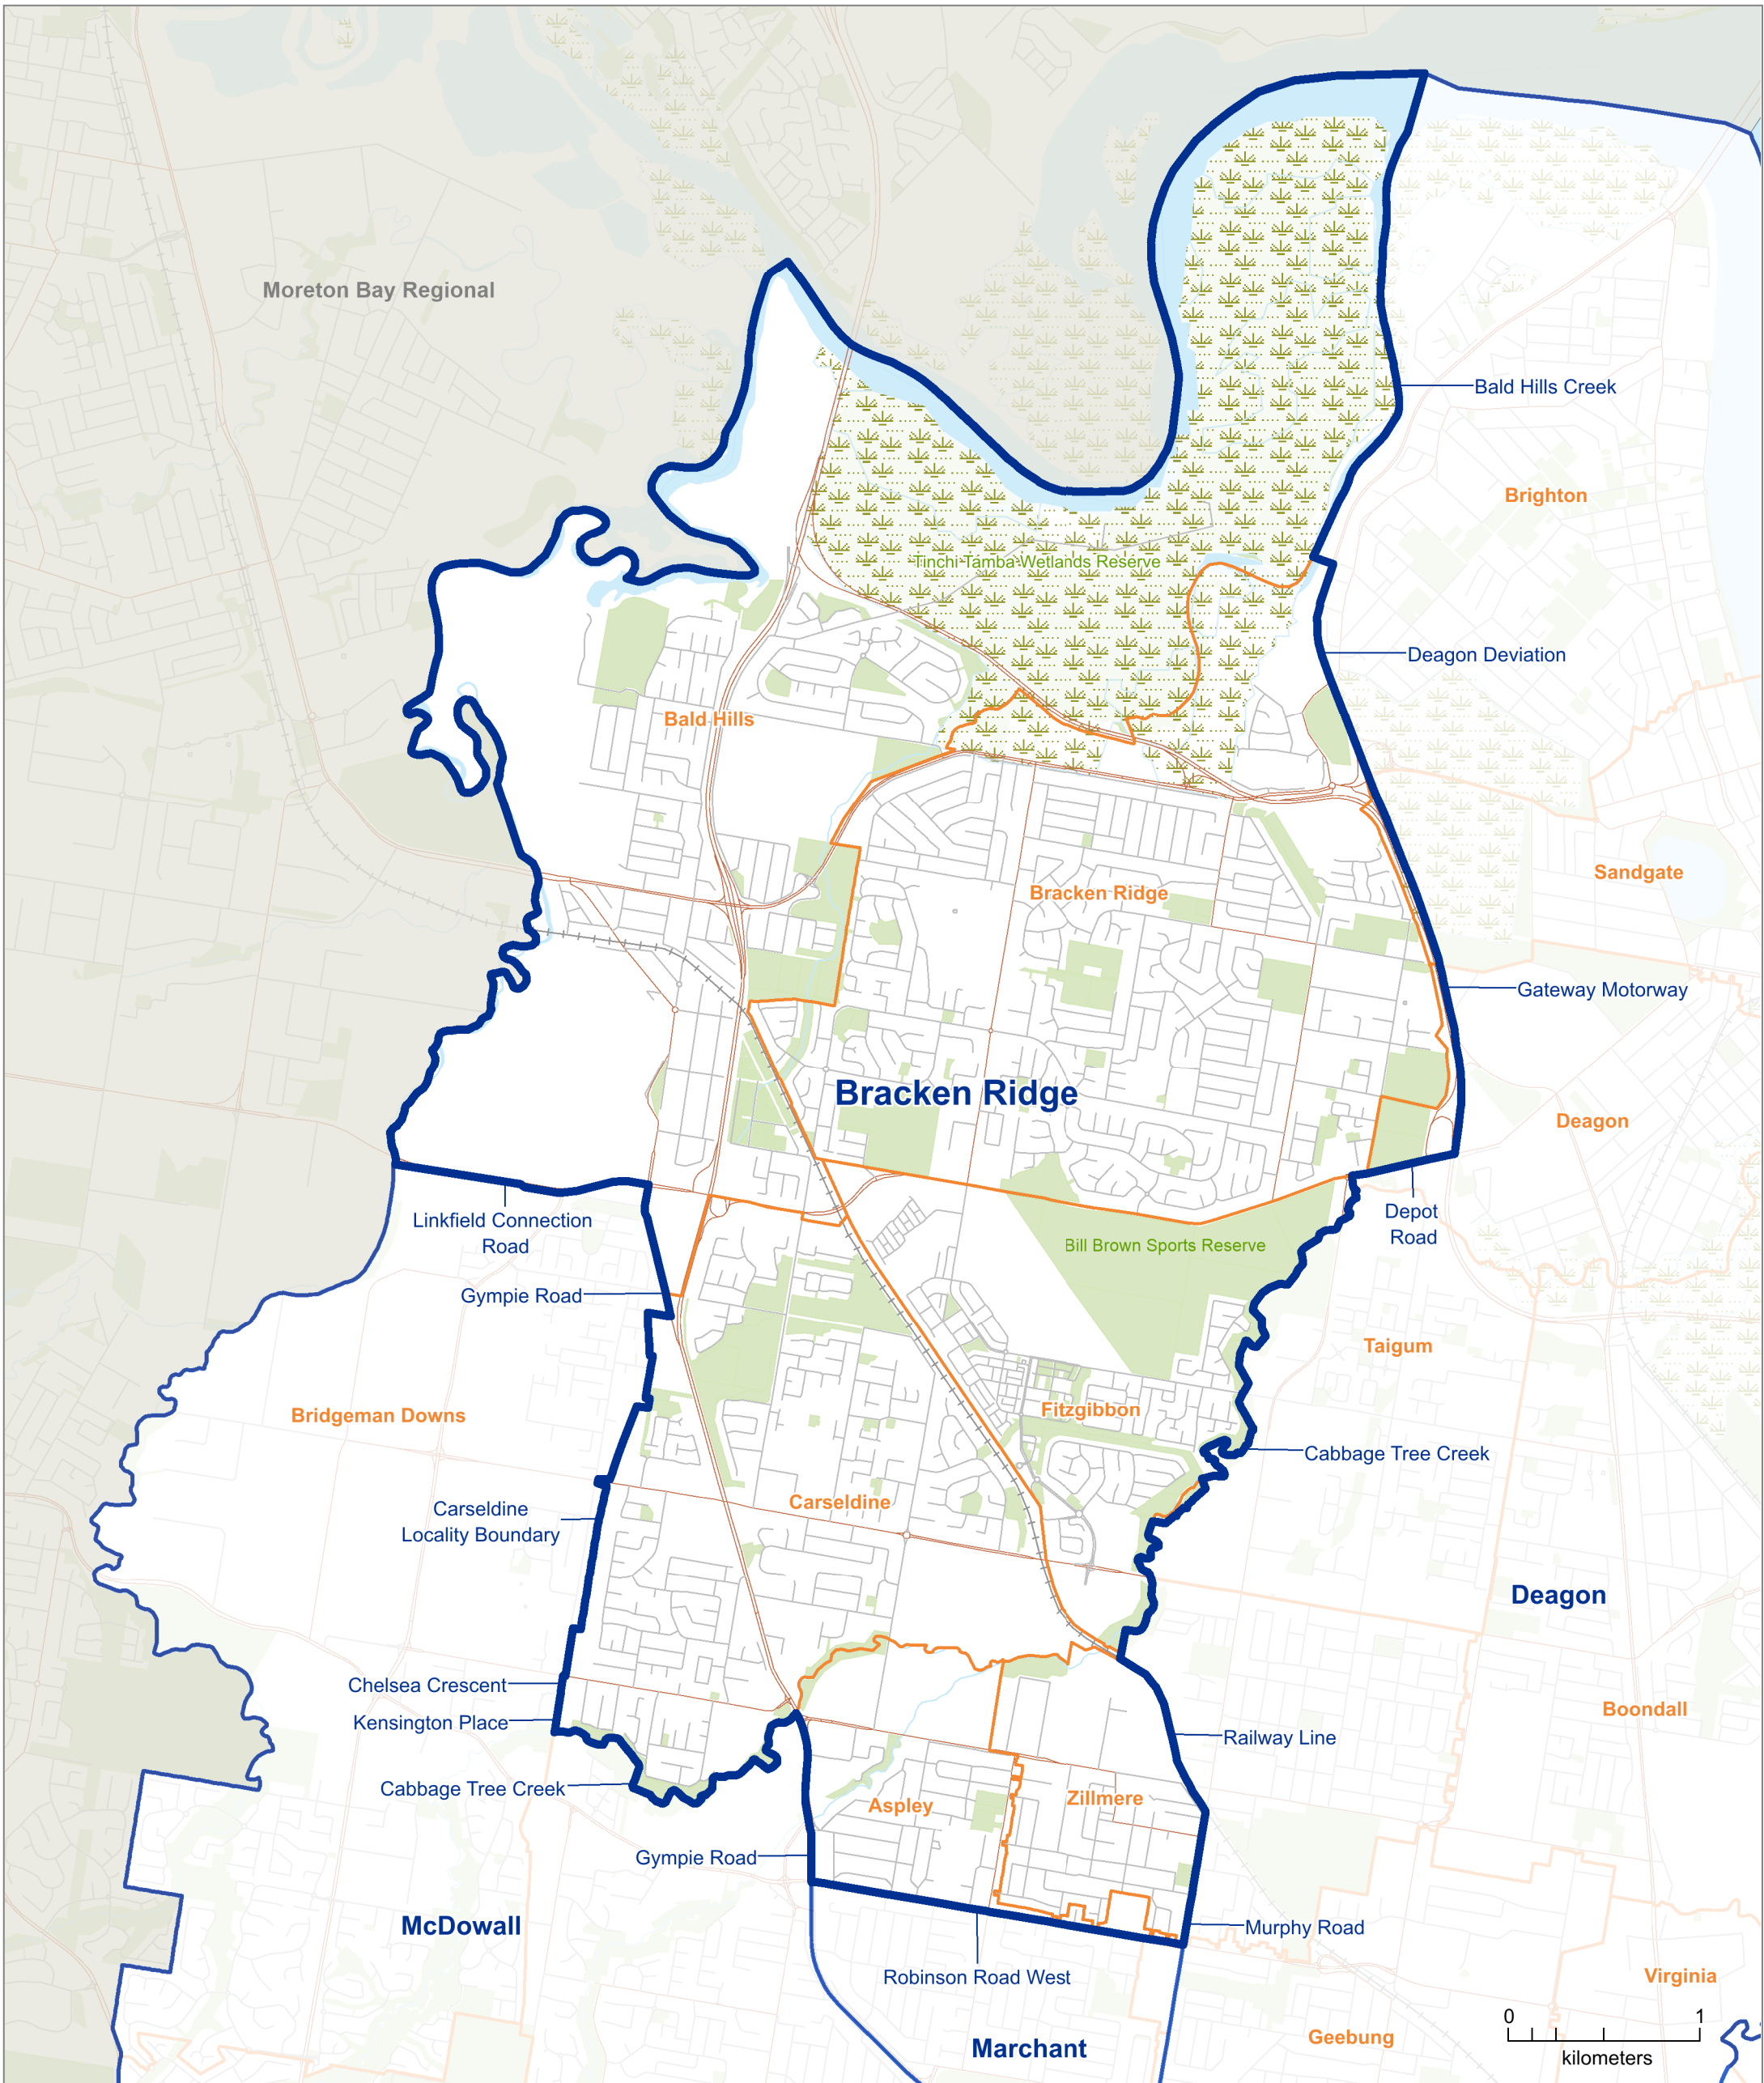 Moreton Bay Regional
Bald Hills Creek
Brighton
Tinchi Tamba Wetlands Reserve
Deagon Deviation
Bald Hills
Sandgate
Bracken Ridge
Gateway Motorway
Bracken Ridge
Deagon
Linkfield Connection
Road
Depot
Road
Bill Brown Sports Reserve
Gympie Road
Taigum
Bridgeman Downs
Fitzgibbon
Cabbage Tree Creek
Carseldine
Carseldine
Locality Boundary
Deagon
Chelsea Crescent
Boondall
Kensington Place
Railway Line
Cabbage Tree Creek
Aspley
Zillmere
Gympie Road
McDowall
Murphy Road
Robinson Road West
Virginia
Marchant
Geebung
0 1
kilometers